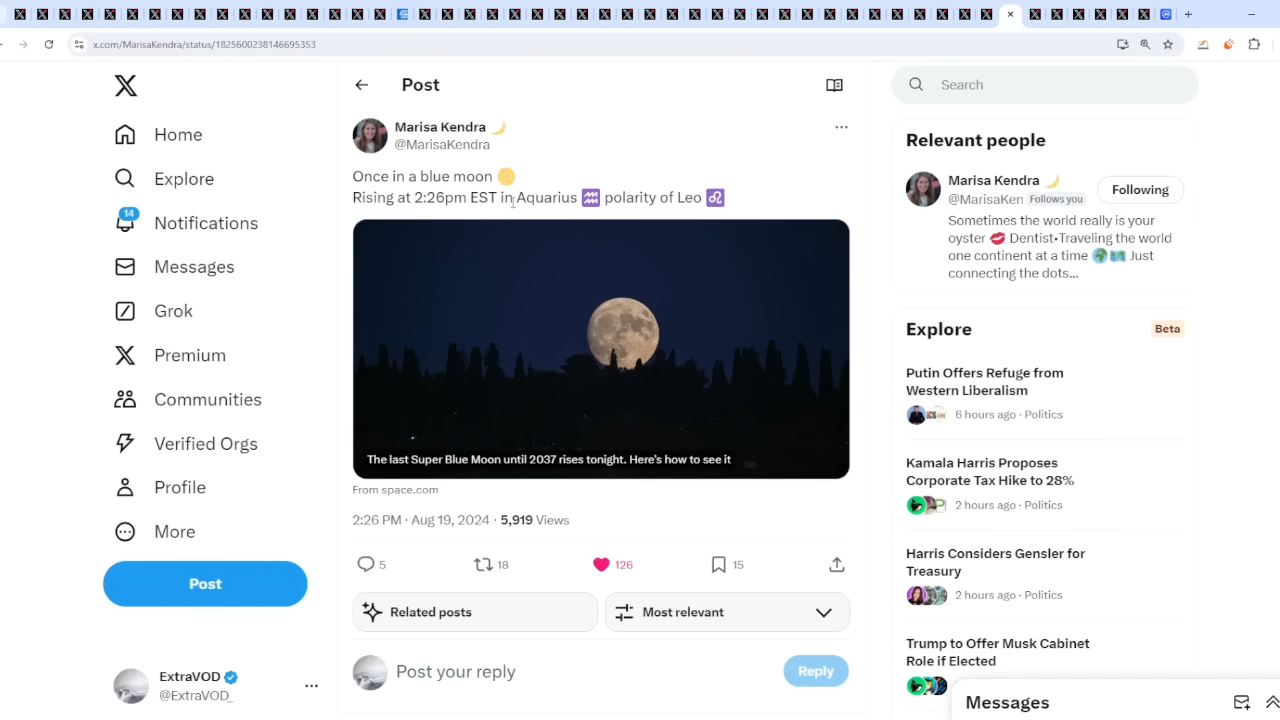 x.com/MarisaKendra/status/1825600238146695353
Home
Explore
14
Notifications
Messages
Grok
Premium
Communities
Verified Orgs
Profile
More
Post
ExtraVOD
@ExtraVOD_
Post
Marisa Kendra 🌙
@MarisaKendra
Once in a blue moon 🌕
Rising at 2:26pm EST in Aquarius ♒ polarity of Leo ♌
The last Super Blue Moon until 2037 rises tonight. Here's how to see it
From space.com
2:26 PM · Aug 19, 2024 · 5,919 Views
5 18 126 15
Related posts
Most relevant
Post your reply
Reply
Search
Relevant people
Marisa Kendra 🌙
@MarisaKen Follows you
Following
Sometimes the world really is your
oyster 💋 Dentist•Traveling the world
one continent at a time 🌍🗺️ Just
connecting the dots...
Explore
Beta
Putin Offers Refuge from
Western Liberalism
6 hours ago · Politics
Kamala Harris Proposes
Corporate Tax Hike to 28%
2 hours ago · Politics
Harris Considers Gensler for
Treasury
2 hours ago · Politics
Trump to Offer Musk Cabinet
Role if Elected
Messages